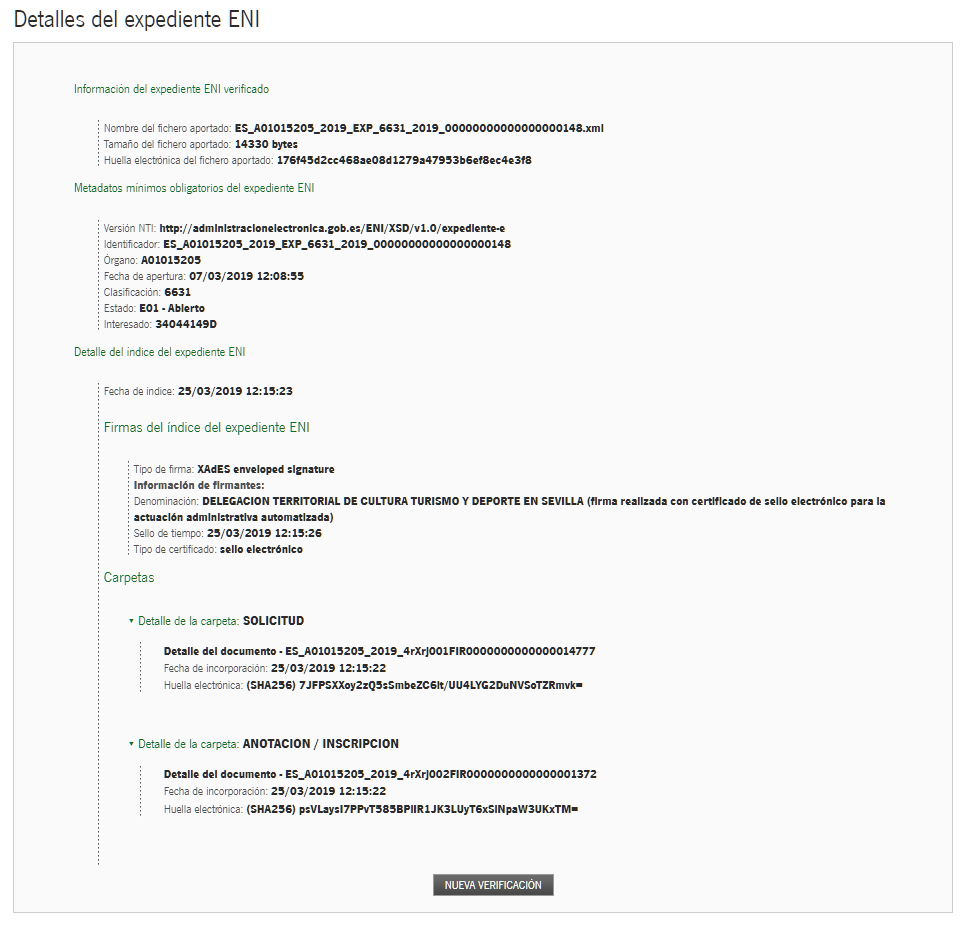 Detalles del expediente ENI
Información del expediente ENI verificado
Nombre del fichero aportado: ES_A01015205_2019_EXP_6631_2019_00000000000000000148.xml
Tamaño del fichero aportado: 14330 bytes
Huella electrónica del fichero aportado: 176f45d2cc468ae08d1279a47953b6ef8ec4e3f8
Metadatos mínimos obligatorios del expediente ENI
Versión NTI: http://administracionelectronica.gob.es/ENI/XSD/v1.0/expediente-e
Identificador: ES_A01015205_2019_EXP_6631_2019_00000000000000000148
Órgano: A01015205
Fecha de apertura: 07/03/2019 12:08:55
Clasificación: 6631
Estado: E01 - Abierto
Interesado: 34044149D
Detalle del índice del expediente ENI
Fecha de índice: 25/03/2019 12:15:23
Firmas del índice del expediente ENI
Tipo de firma: XAdES enveloped signature
Información de firmantes:
Denominación: DELEGACION TERRITORIAL DE CULTURA TURISMO Y DEPORTE EN SEVILLA (firma realizada con certificado de sello electrónico para la
actuación administrativa automatizada)
Sello de tiempo: 25/03/2019 12:15:26
Tipo de certificado: sello electrónico
Carpetas
▾ Detalle de la carpeta: SOLICITUD
Detalle del documento - ES_A01015205_2019_4rXrj001FIR0000000000000014777
Fecha de incorporación: 25/03/2019 12:15:22
Huella electrónica: (SHA256) 7JFPSXXoy2zQ5sSmbeZC6lt/UU4LYG2DuNVSoTZRmvk=
▾ Detalle de la carpeta: ANOTACION / INSCRIPCION
Detalle del documento - ES_A01015205_2019_4rXrj002FIR0000000000000001372
Fecha de incorporación: 25/03/2019 12:15:22
Huella electrónica: (SHA256) psVLaysI7PPvT585BPIIR1JK3LUyT6xSINpaW3UKxTM=
NUEVA VERIFICACIÓN